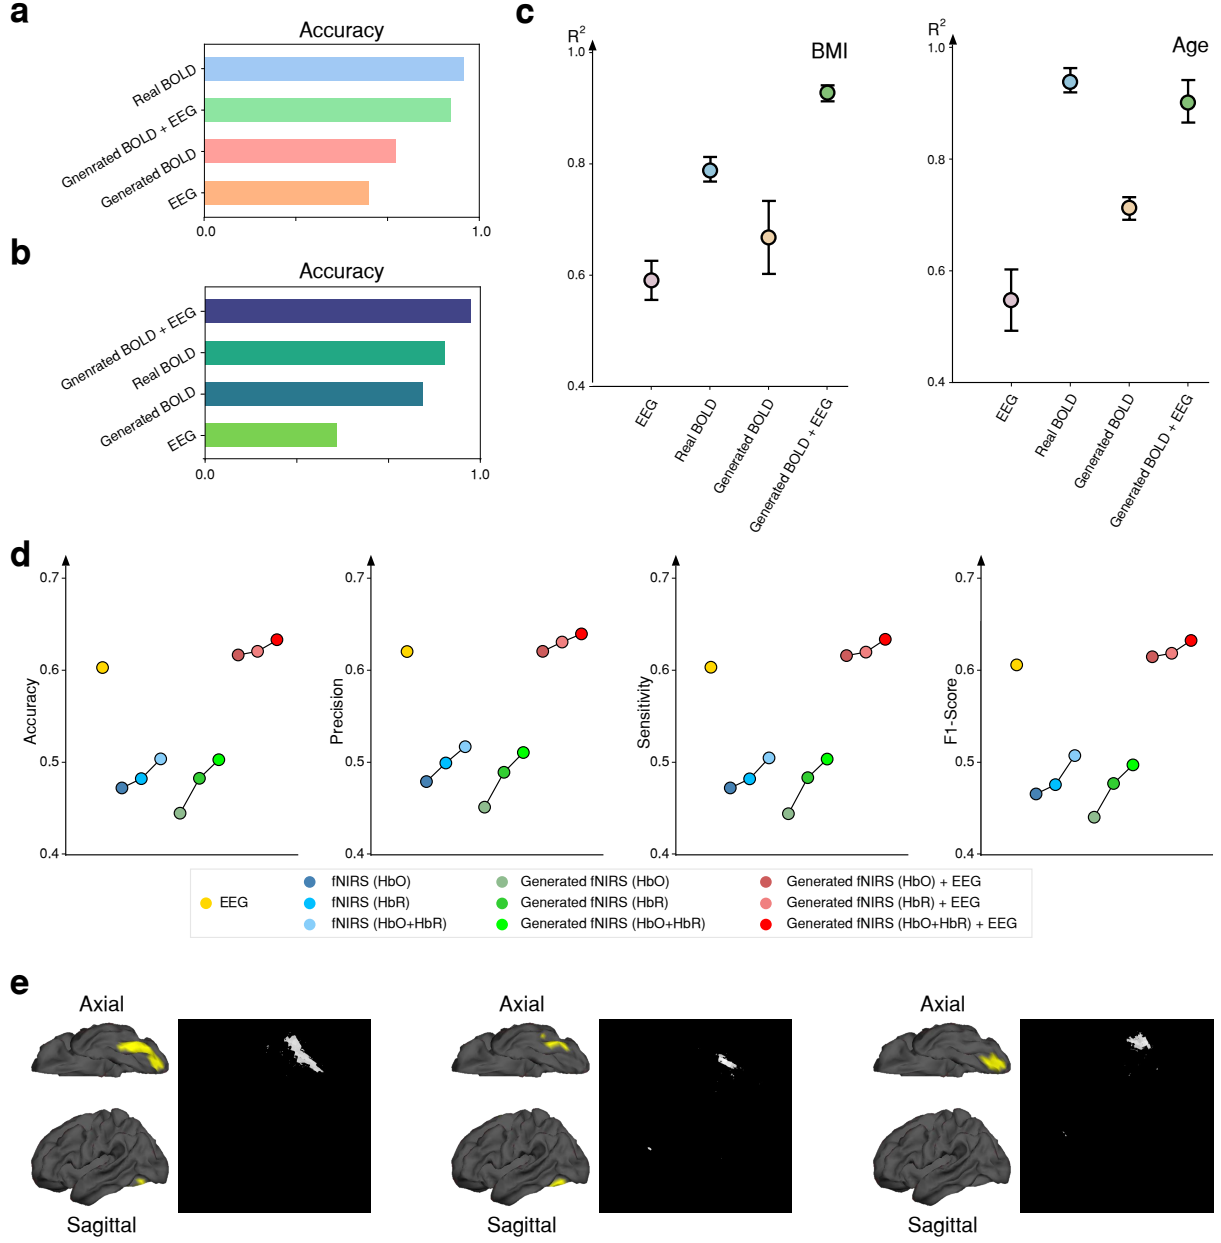 a
Accuracy
Real BOLD
Gnenrated BOLD + EEG
Generated BOLD
EEG
0.0
1.0
b
Accuracy
Gnenrated BOLD + EEG
Real BOLD
Generated BOLD
EEG
0.0
1.0
c
R²
BMI
1.0
0.8
0.6
0.4
EEG
Real BOLD
Generated BOLD
Generated BOLD + EEG
R²
Age
1.0
0.8
0.6
0.4
EEG
Real BOLD
Generated BOLD
Generated BOLD + EEG
d
Accuracy
0.7
0.6
0.5
0.4
Precision
0.7
0.6
0.5
0.4
Sensitivity
0.7
0.6
0.5
0.4
F1-Score
0.7
0.6
0.5
0.4
EEG
fNIRS (HbO)
fNIRS (HbR)
fNIRS (HbO+HbR)
Generated fNIRS (HbO)
Generated fNIRS (HbR)
Generated fNIRS (HbO+HbR)
Generated fNIRS (HbO) + EEG
Generated fNIRS (HbR) + EEG
Generated fNIRS (HbO+HbR) + EEG
e
Axial
Sagittal
Axial
Sagittal
Axial
Sagittal